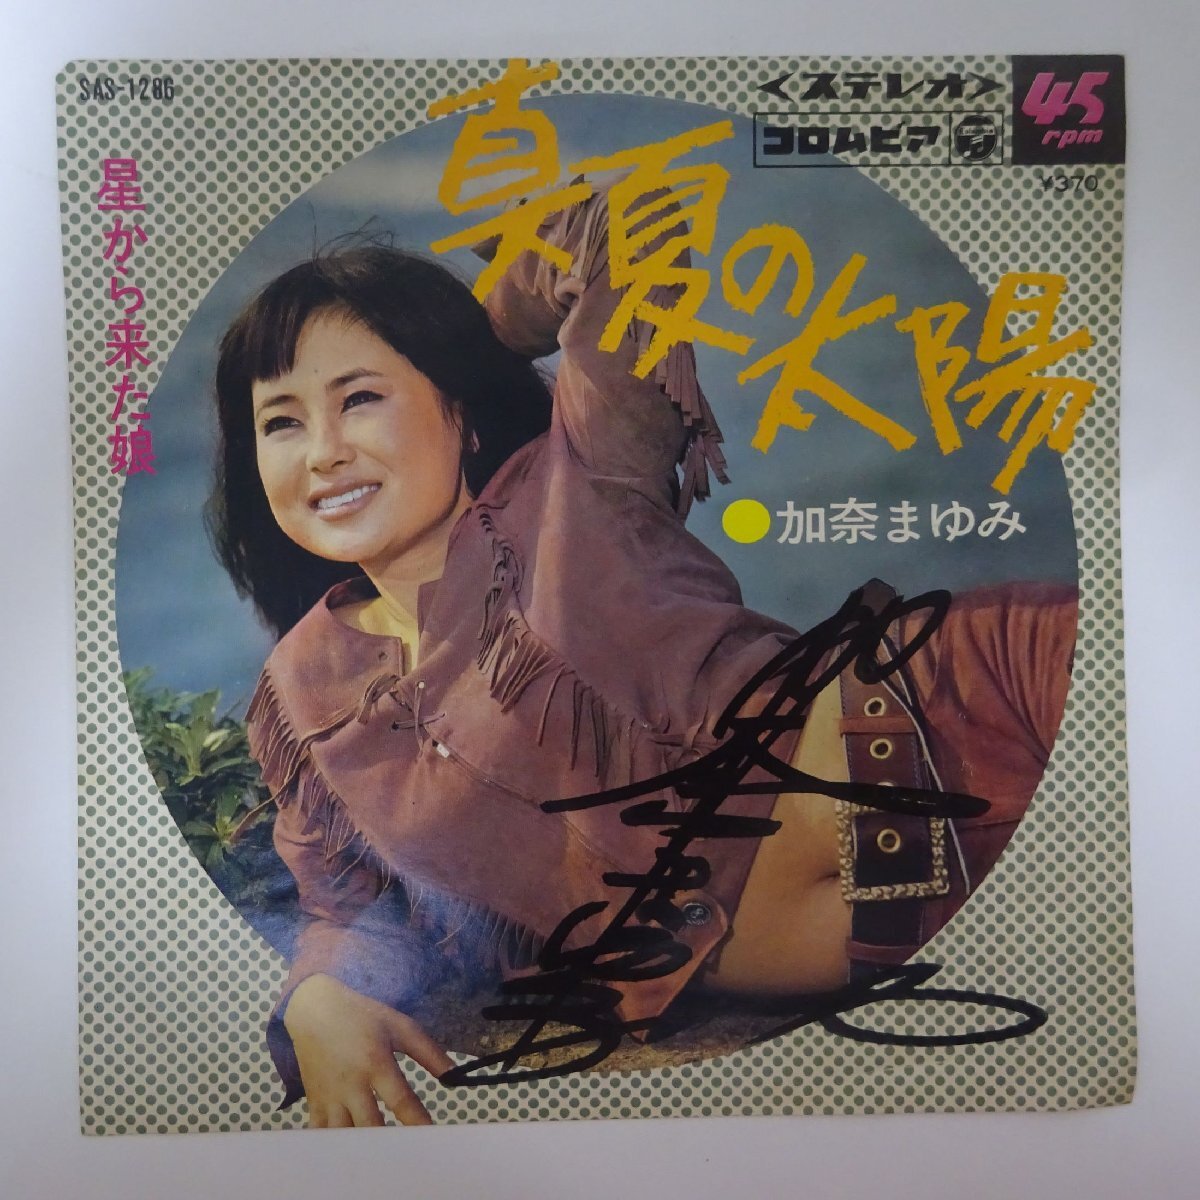 SAS-1286
<ステレオ>
コロムビア
Columbia
45
rpm
¥370
真夏の太陽
星から来た娘
●加奈まゆみ